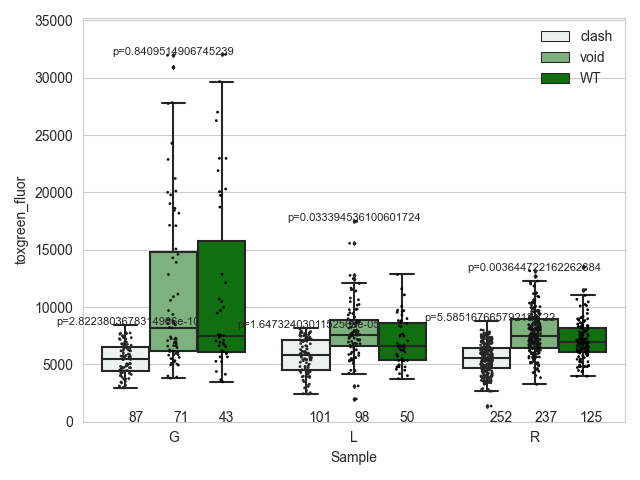 35000
30000
25000
20000
15000
10000
5000
0
toxgreen_fluor
clash
void
WT
p=0.8409514906745239
p=0.033394536100601724
p=0.003644722162262384
87 71 43 101 98 50 252 237 125
G L R
Sample